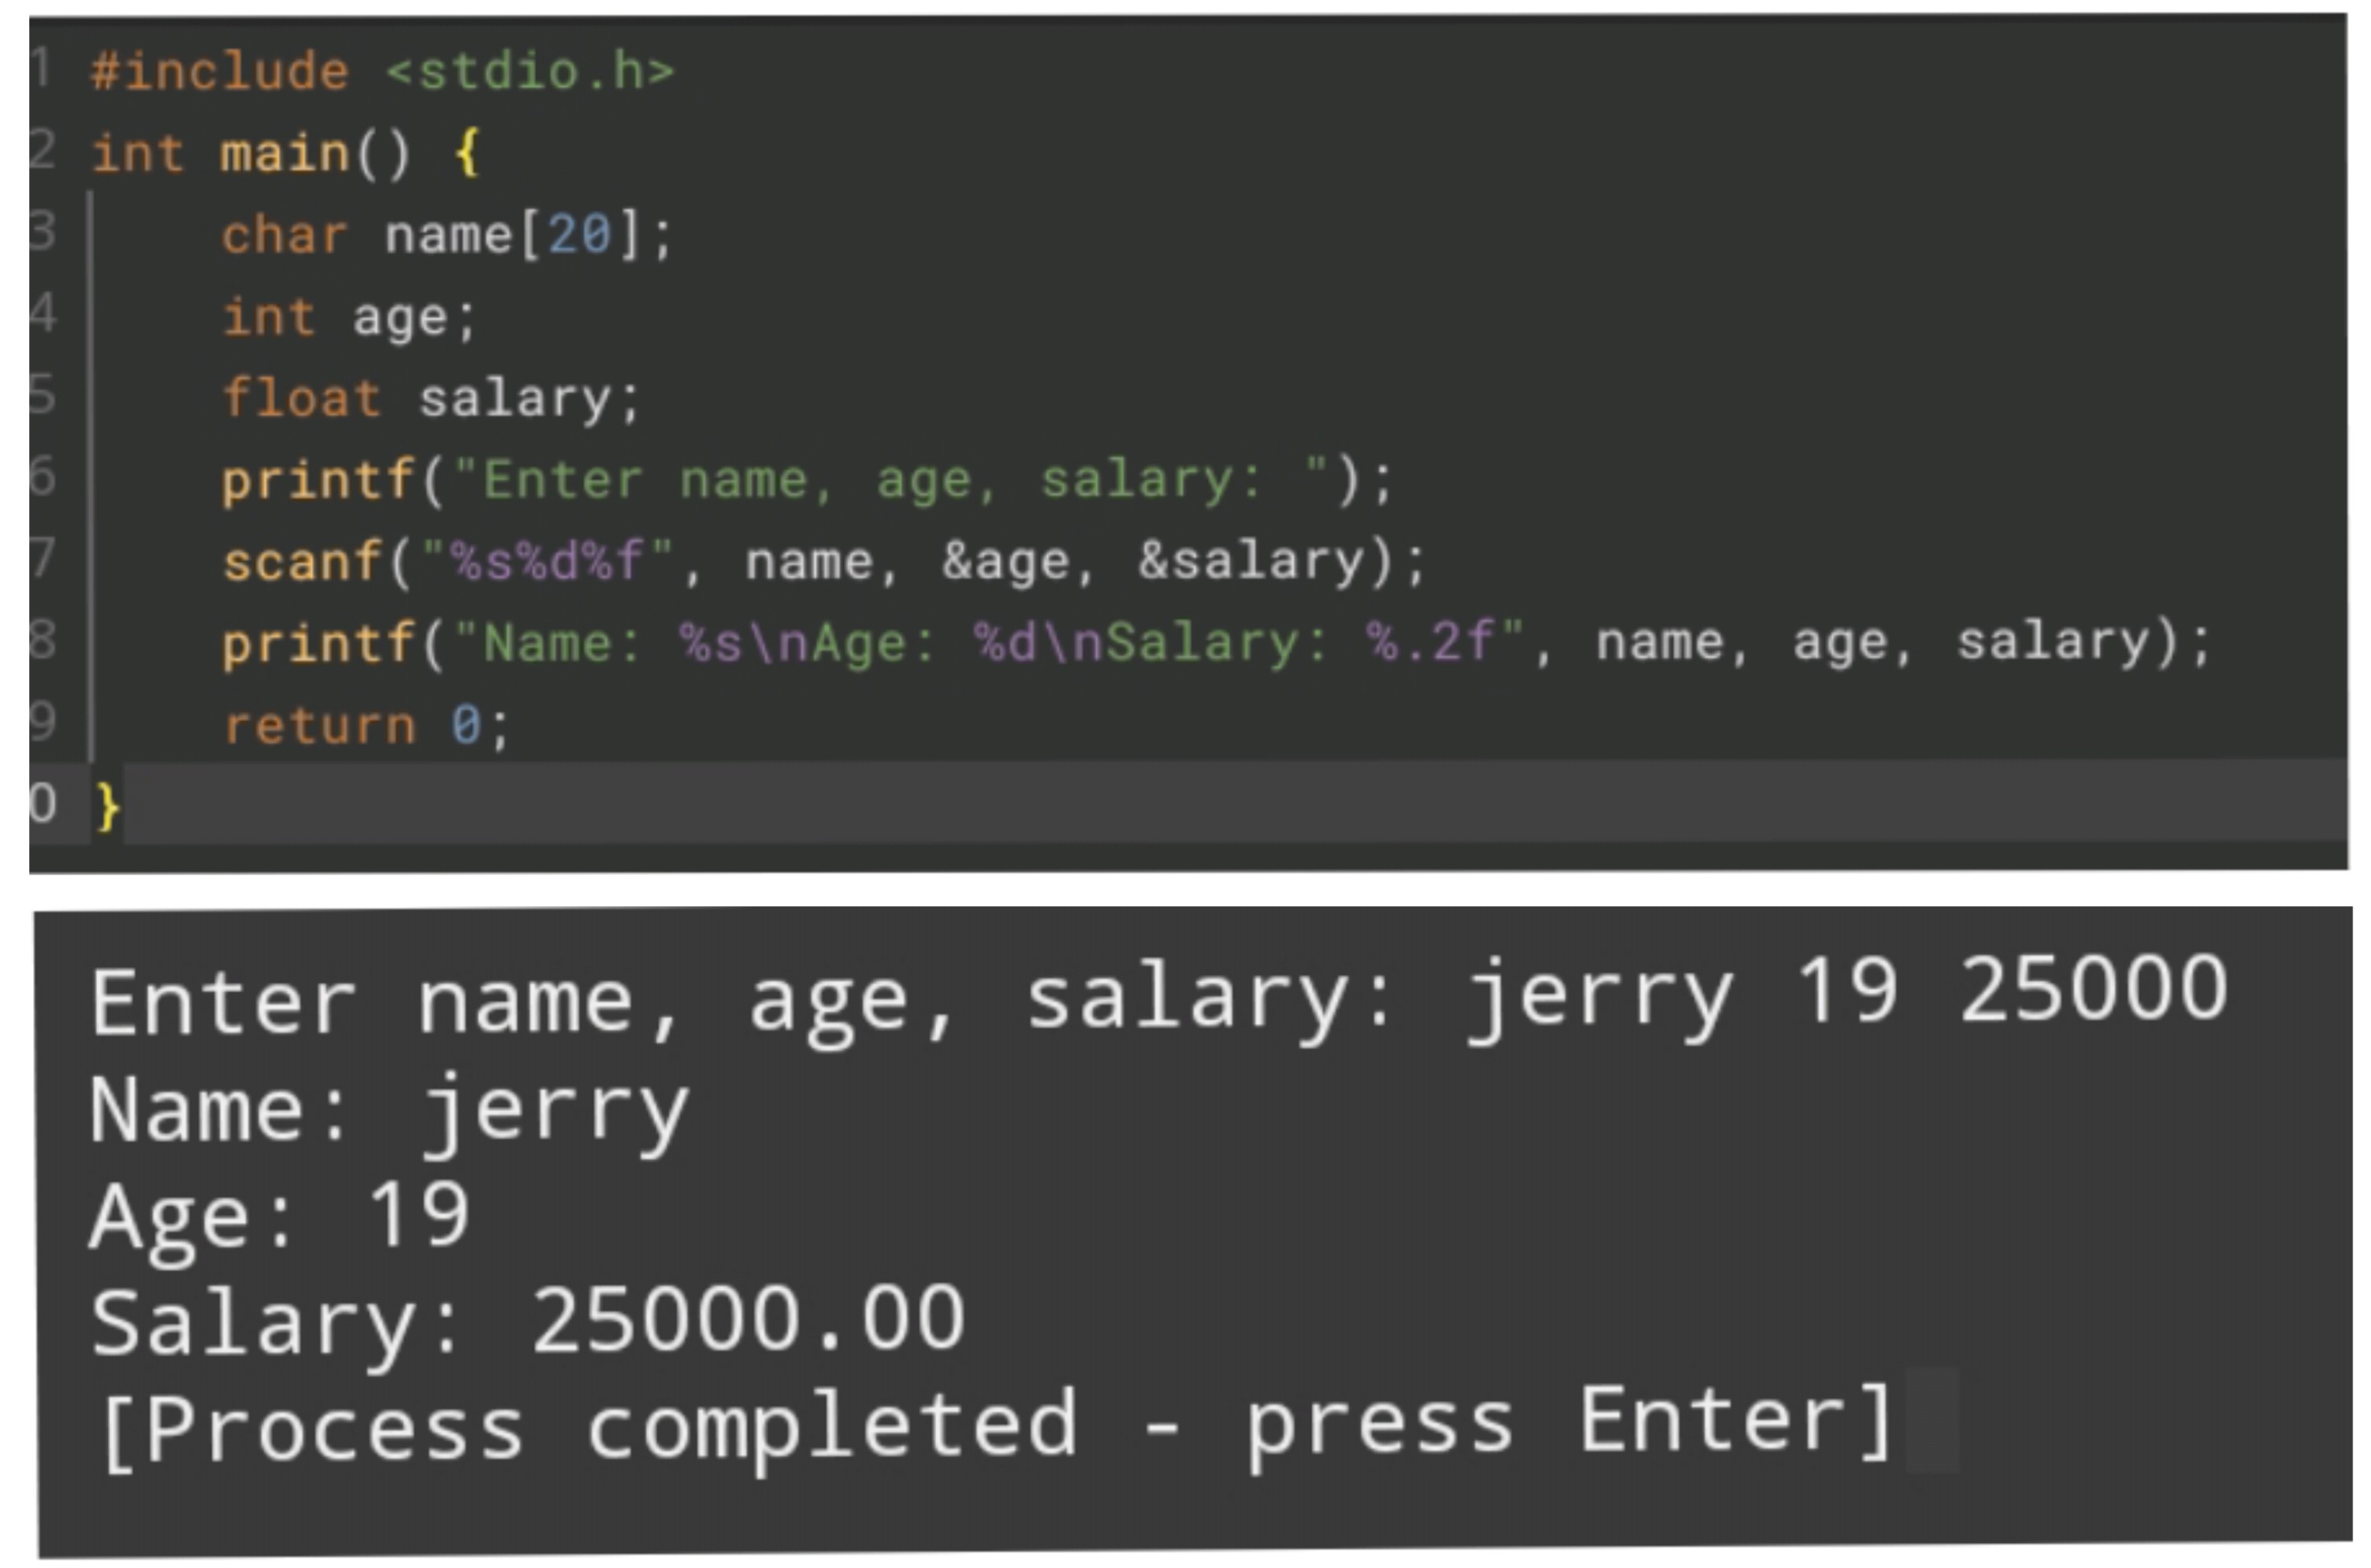 1 #include <stdio.h>
2 int main() {
3 char name[20];
4 int age;
5 float salary;
6 printf("Enter name, age, salary: ");
7 scanf("%s%d%f", name, &age, &salary);
8 printf("Name: %s\nAge: %d\nSalary: %.2f", name, age, salary);
9 return 0;
0 }
Enter name, age, salary: jerry 19 25000
Name: jerry
Age: 19
Salary: 25000.00
[Process completed - press Enter]